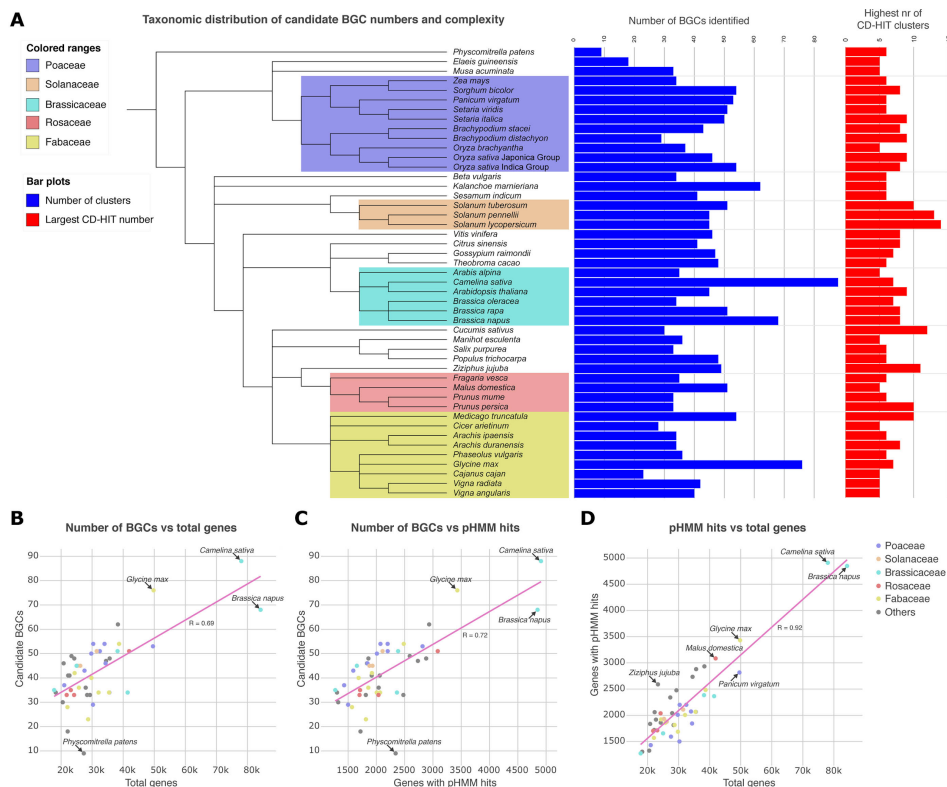 A
Taxonomic distribution of candidate BGC numbers and complexity
Number of BGCs identified
Highest nr of
CD-HIT clusters
0
10
20
30
40
50
60
70
80
0
5
10
15
Colored ranges
Poaceae
Solanaceae
Brassicaceae
Rosaceae
Fabaceae
Bar plots
Number of clusters
Largest CD-HIT number
Physcomitrella patens
Elaeis guineensis
Musa acuminata
Zea mays
Sorghum bicolor
Panicum virgatum
Setaria viridis
Setaria italica
Brachypodium stacei
Brachypodium distachyon
Oryza brachyantha
Oryza sativa Japonica Group
Oryza sativa Indica Group
Beta vulgaris
Kalanchoe marnieriana
Sesamum indicum
Solanum tuberosum
Solanum pennellii
Solanum lycopersicum
Vitis vinifera
Citrus sinensis
Gossypium raimondii
Theobroma cacao
Arabis alpina
Camelina sativa
Arabidopsis thaliana
Brassica oleracea
Brassica rapa
Brassica napus
Cucumis sativus
Manihot esculenta
Salix purpurea
Populus trichocarpa
Ziziphus jujuba
Fragaria vesca
Malus domestica
Prunus mume
Prunus persica
Medicago truncatula
Cicer arietinum
Arachis ipaensis
Arachis duranensis
Phaseolus vulgaris
Glycine max
Cajanus cajan
Vigna radiata
Vigna angularis
B
Number of BGCs vs total genes
Candidate BGCs
90
80
70
60
50
40
30
20
10
Camelina sativa
Glycine max
Brassica napus
R = 0.69
Physcomitrella patens
20k 30k 40k 50k 60k 70k 80k
Total genes
C
Number of BGCs vs pHMM hits
Candidate BGCs
90
80
70
60
50
40
30
20
10
Camelina sativa
Glycine max
Brassica napus
R = 0.72
Physcomitrella patens
1500 2000 2500 3000 3500 4000 4500 5000
Genes with pHMM hits
D
pHMM hits vs Total genes
Genes with pHMM hits
5000
4500
4000
3500
3000
2500
2000
1500
Camelina sativa
Brassica napus
Glycine max
R = 0.92
Malus domestica
Ziziphus jujuba
Panicum virgatum
20k 30k 40k 50k 60k 70k 80k
Total genes
Poaceae
Solanaceae
Brassicaceae
Rosaceae
Fabaceae
Others